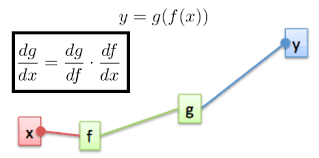 y = g(f(x))
dg/dx = dg/df · df/dx
y
g
x
f